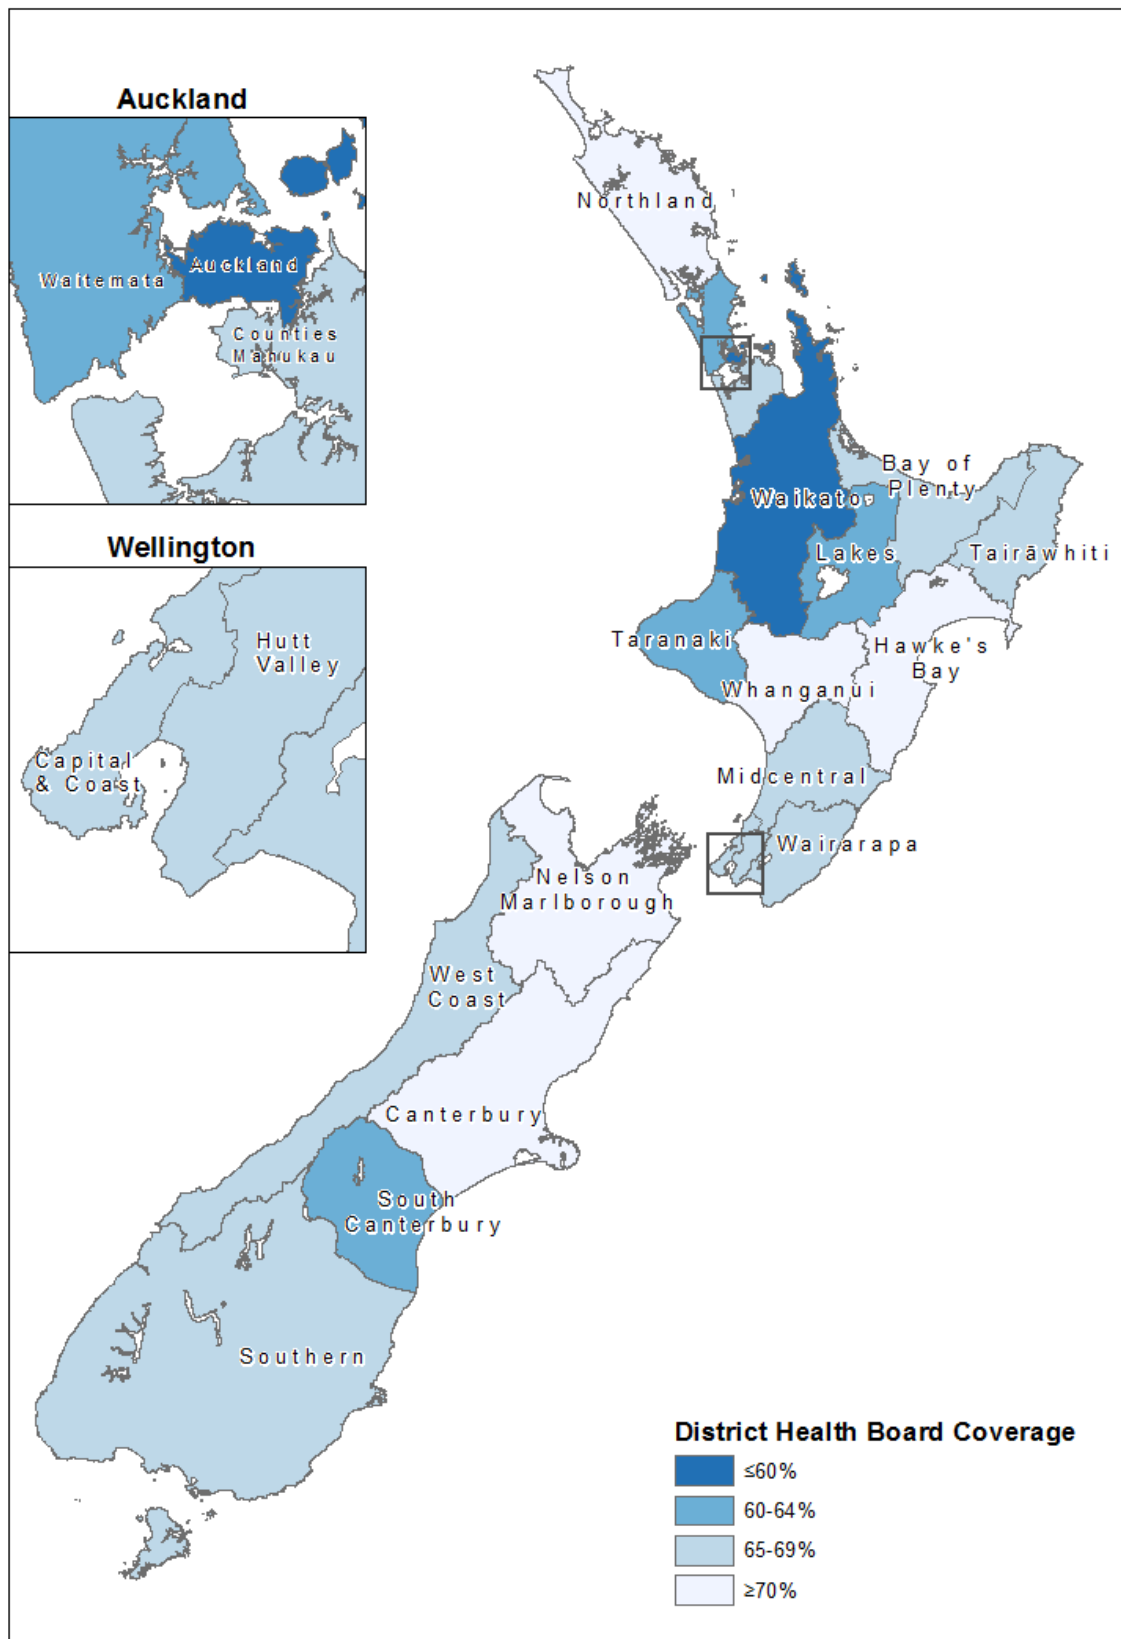 Auckland
Waitemata
Auckland
Counties
Mahukau
Wellington
Hutt
Valley
Capital
& Coast
Northland
Bay of
Plenty
Waikato
Lakes
Tairāwhiti
Taranaki
Hawke's
Bay
Whanganui
Midcentral
Wairarapa
Nelson
Marlborough
West
Coast
Canterbury
South
Canterbury
Southern
District Health Board Coverage
≤60%
60-64%
65-69%
≥70%